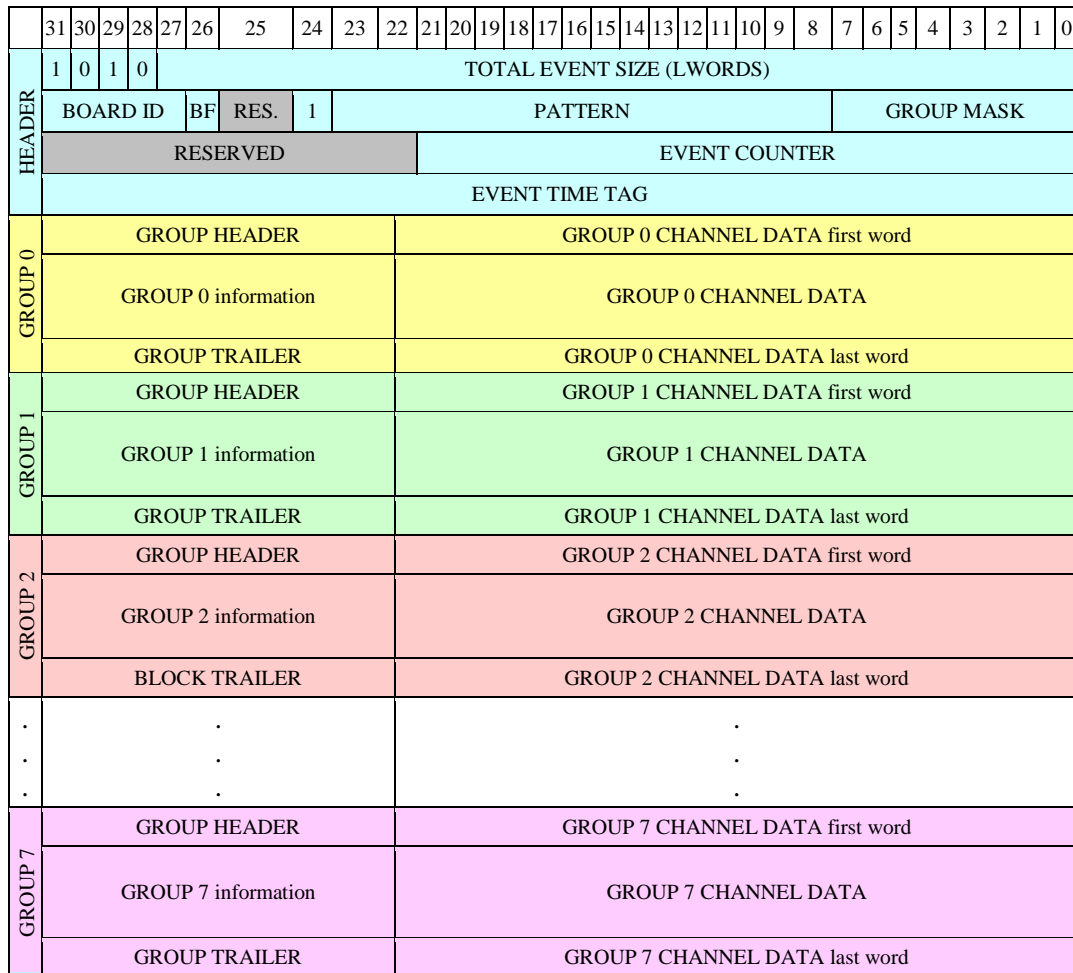 31 30 29 28 27 26 25 24 23 22 21 20 19 18 17 16 15 14 13 12 11 10 9 8 7 6 5 4 3 2 1 0
HEADER
1 0 1 0 TOTAL EVENT SIZE (LWORDS)
BOARD ID BF RES. 1 PATTERN GROUP MASK
RESERVED EVENT COUNTER
EVENT TIME TAG
GROUP 0
GROUP HEADER GROUP 0 CHANNEL DATA first word
GROUP 0 information GROUP 0 CHANNEL DATA
GROUP TRAILER GROUP 0 CHANNEL DATA last word
GROUP 1
GROUP HEADER GROUP 1 CHANNEL DATA first word
GROUP 1 information GROUP 1 CHANNEL DATA
GROUP TRAILER GROUP 1 CHANNEL DATA last word
GROUP 2
GROUP HEADER GROUP 2 CHANNEL DATA first word
GROUP 2 information GROUP 2 CHANNEL DATA
BLOCK TRAILER GROUP 2 CHANNEL DATA last word
. . .
. . .
. . .
GROUP 7
GROUP HEADER GROUP 7 CHANNEL DATA first word
GROUP 7 information GROUP 7 CHANNEL DATA
GROUP TRAILER GROUP 7 CHANNEL DATA last word